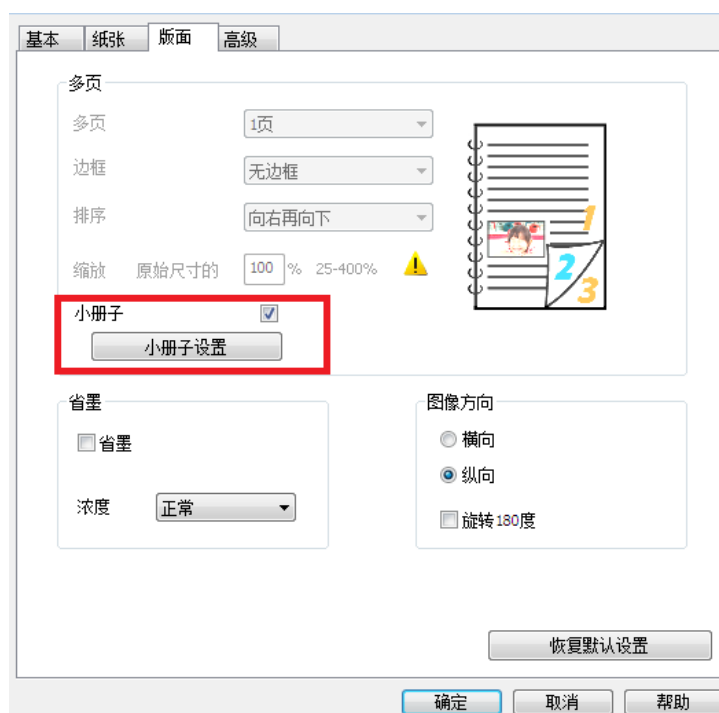 基本 纸张 版面 高级
多页
多页 1页
边框 无边框
排序 向右再向下
缩放 原始尺寸的 100 % 25-400%
1
2
3
小册子
小册子设置
省墨
省墨
浓度 正常
图像方向
横向
纵向
旋转180度
恢复默认设置
确定 取消 帮助